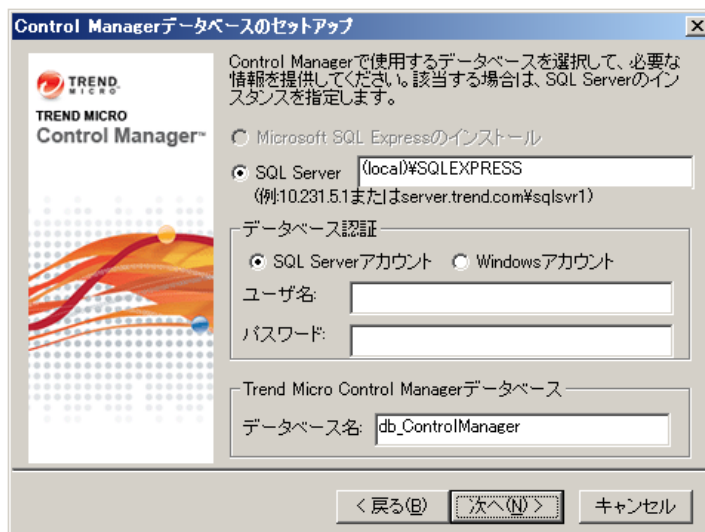 Control Managerデータベースのセットアップ
TREND
MICRO
TREND MICRO
Control Manager™
Control Managerで使用するデータベースを選択して、必要な
情報を提供してください。該当する場合は、SQL Serverのイン
スタンスを指定します。
Microsoft SQL Expressのインストール
SQL Server
(local)¥SQLEXPRESS
(例:10.231.5.1またはserver.trend.com¥sqlsvr1)
データベース認証
SQL Serverアカウント
Windowsアカウント
ユーザ名:
パスワード:
Trend Micro Control Managerデータベース
データベース名:
db_ControlManager
< 戻る(B)
次へ(N) >
キャンセル